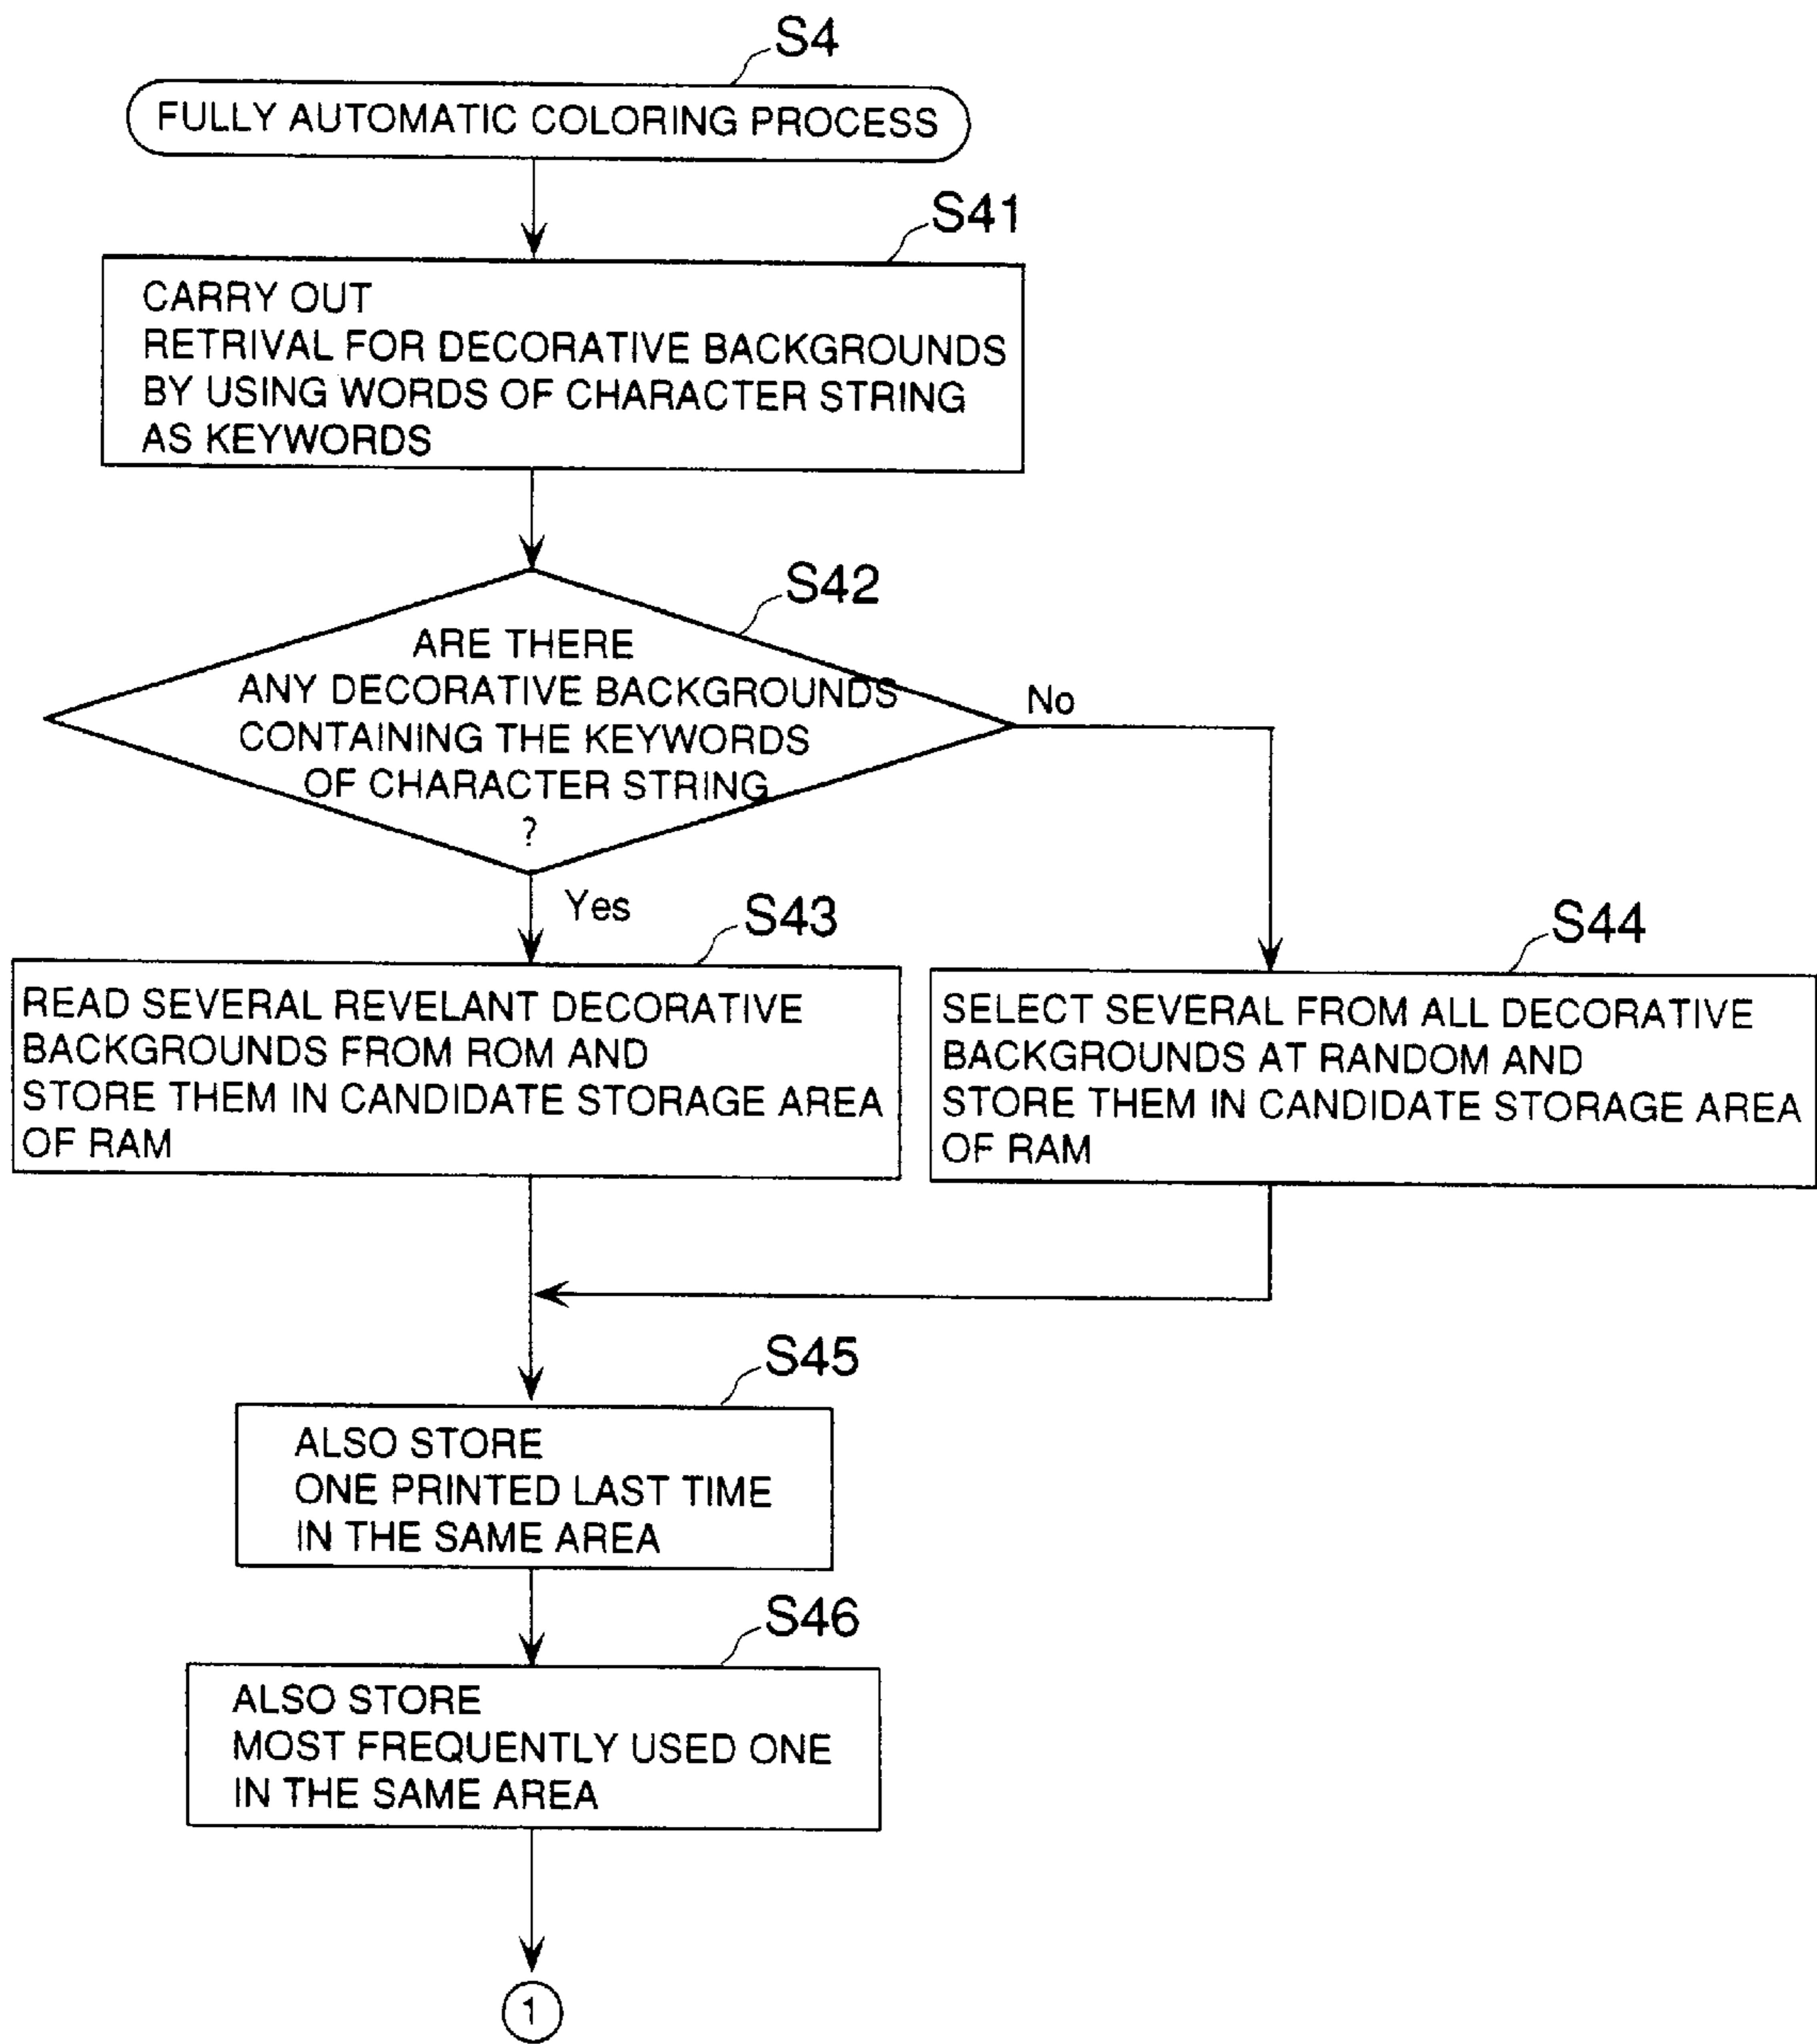 S4
FULLY AUTOMATIC COLORING PROCESS
S41
CARRY OUT
RETRIVAL FOR DECORATIVE BACKGROUNDS
BY USING WORDS OF CHARACTER STRING
AS KEYWORDS
S42
ARE THERE
ANY DECORATIVE BACKGROUNDS
CONTAINING THE KEYWORDS
OF CHARACTER STRING
?
No
Yes
S43
READ SEVERAL REVELANT DECORATIVE
BACKGROUNDS FROM ROM AND
STORE THEM IN CANDIDATE STORAGE AREA
OF RAM
S44
SELECT SEVERAL FROM ALL DECORATIVE
BACKGROUNDS AT RANDOM AND
STORE THEM IN CANDIDATE STORAGE AREA
OF RAM
S45
ALSO STORE
ONE PRINTED LAST TIME
IN THE SAME AREA
S46
ALSO STORE
MOST FREQUENTLY USED ONE
IN THE SAME AREA
1